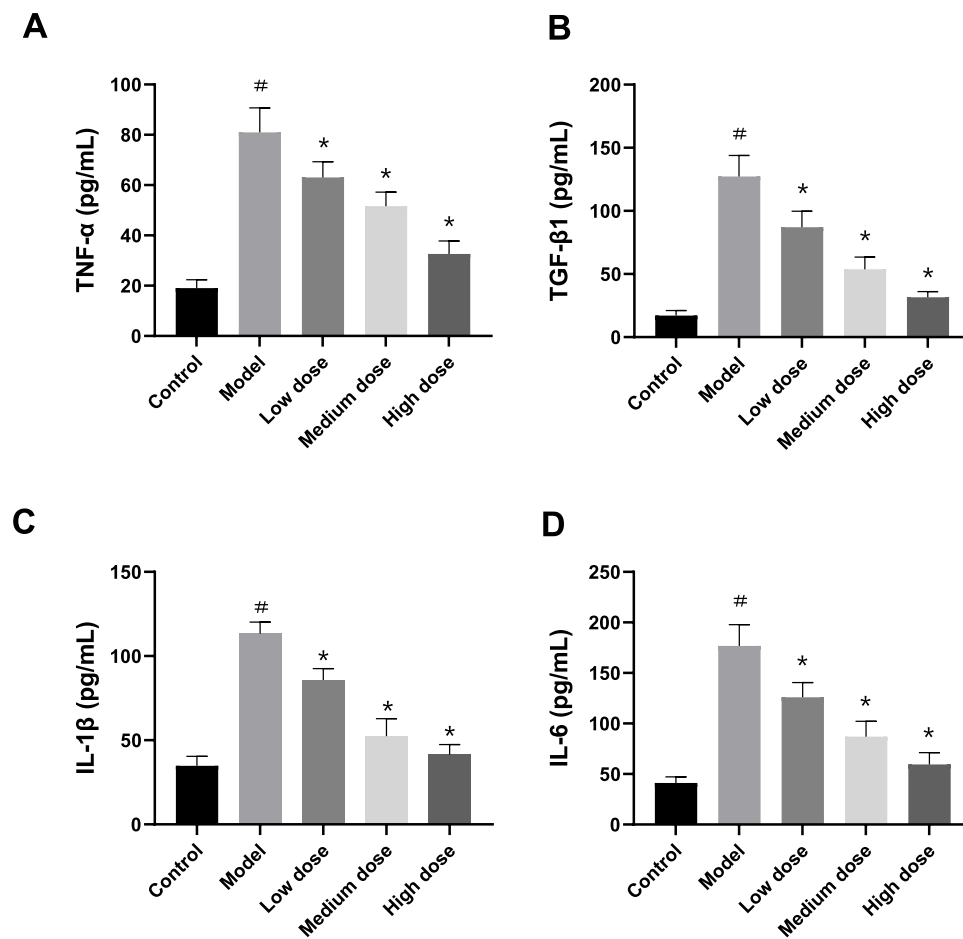 A
TNF-α (pg/mL)
100
80
60
40
20
0
#
*
*
*
Control
Model
Low dose
Medium dose
High dose
B
TGF-β1 (pg/mL)
200
150
100
50
0
#
*
*
*
Control
Model
Low dose
Medium dose
High dose
C
IL-1β (pg/mL)
150
100
50
0
#
*
*
*
Control
Model
Low dose
Medium dose
High dose
D
IL-6 (pg/mL)
250
200
150
100
50
0
#
*
*
*
Control
Model
Low dose
Medium dose
High dose